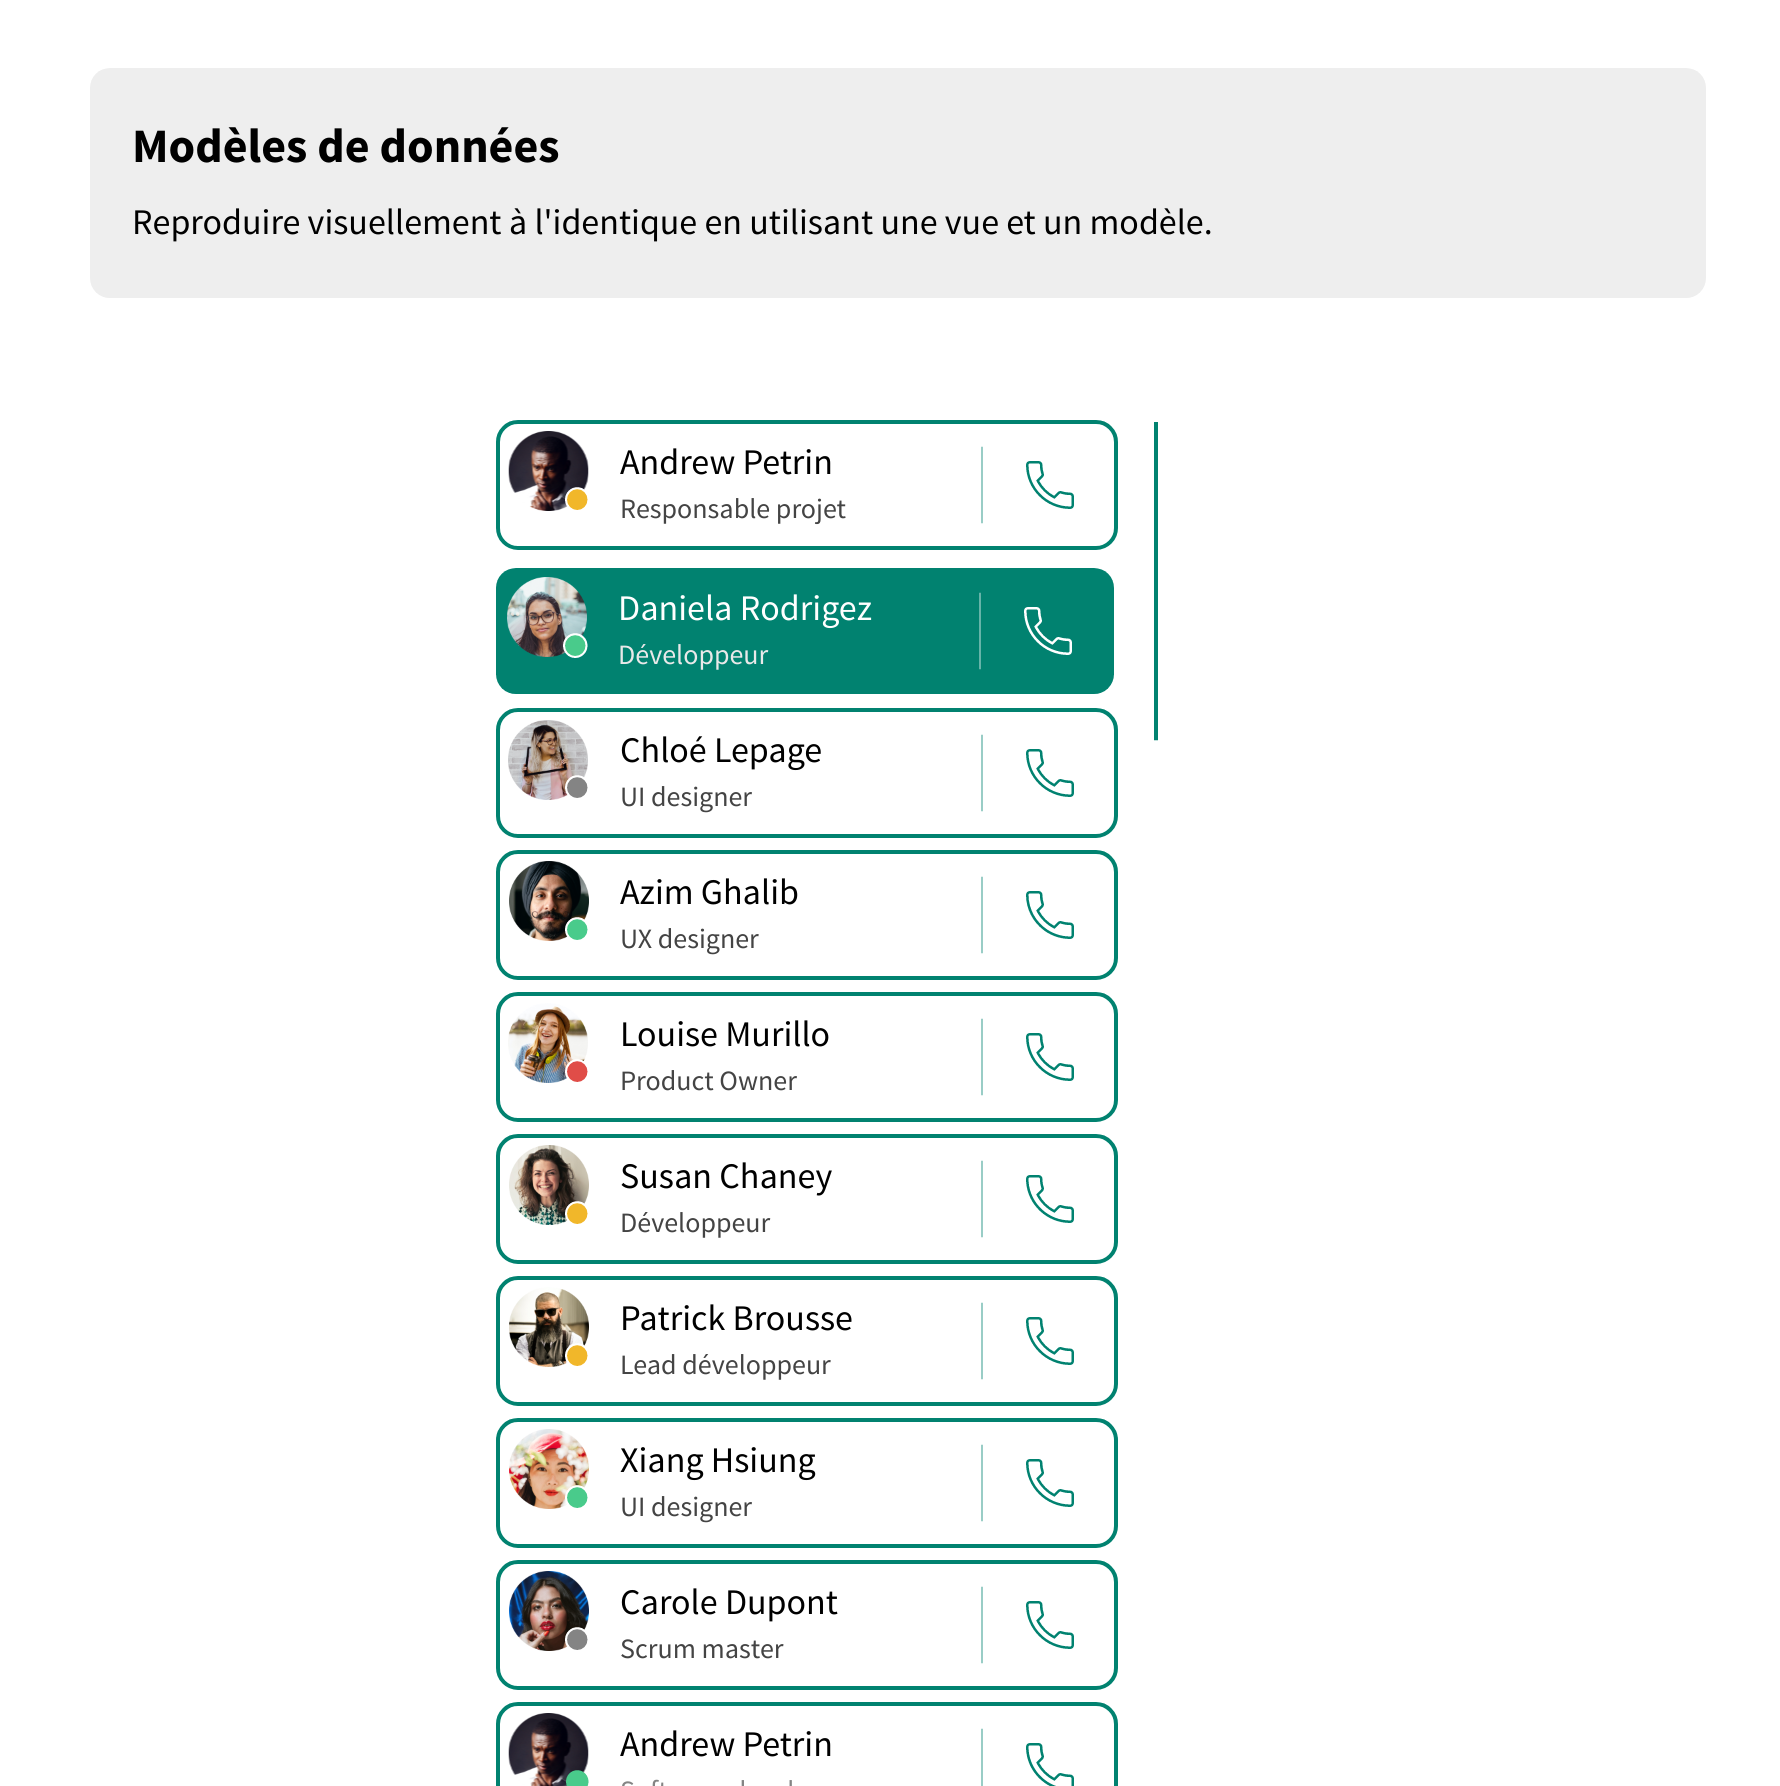 Modèles de données
Reproduire visuellement à l'identique en utilisant une vue et un modèle.
Andrew Petrin
Responsable projet
Daniela Rodrigez
Développeur
Chloé Lepage
UI designer
Azim Ghalib
UX designer
Louise Murillo
Product Owner
Susan Chaney
Développeur
Patrick Brousse
Lead développeur
Xiang Hsiung
UI designer
Carole Dupont
Scrum master
Andrew Petrin